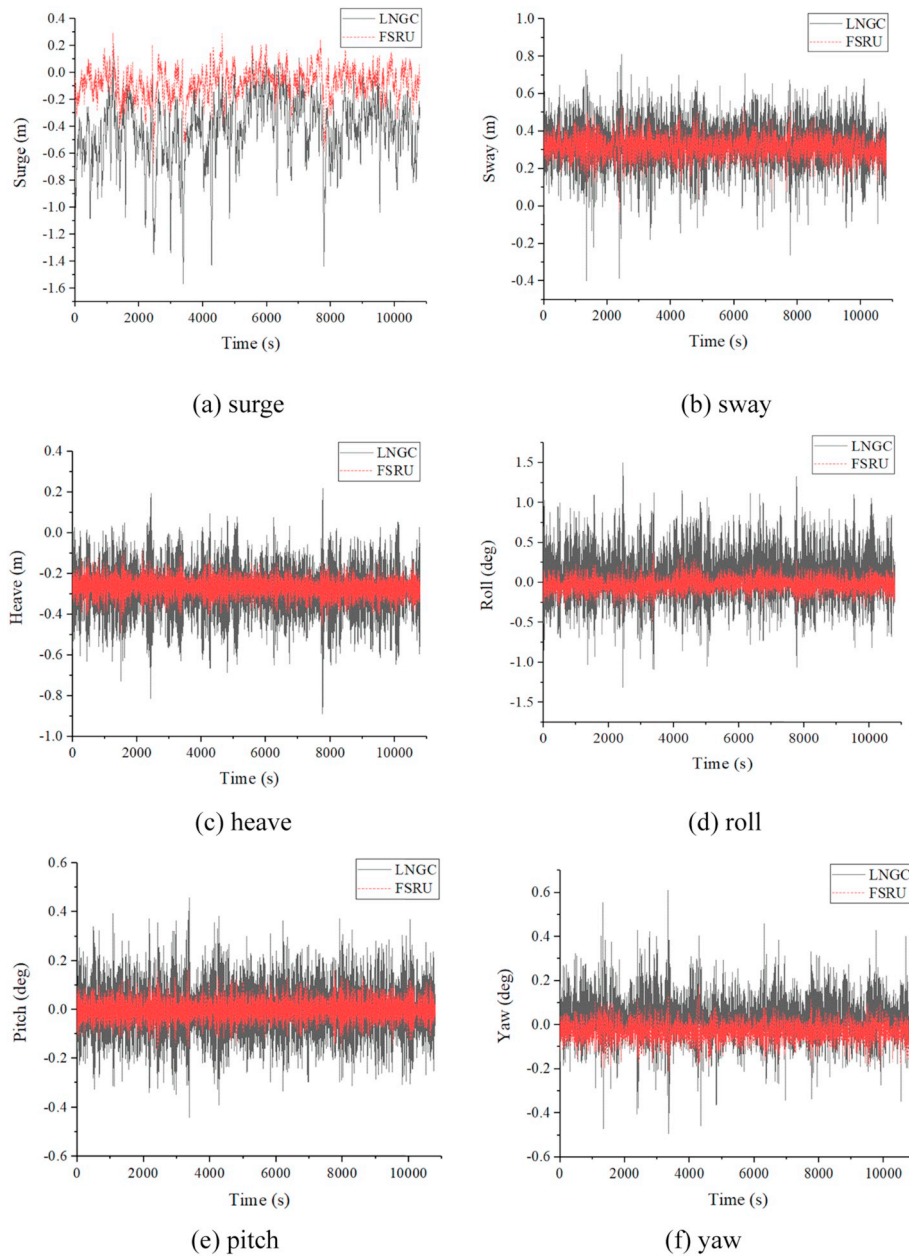 LNGC
FSRU
0.4
0.2
0.0
-0.2
-0.4
-0.6
-0.8
-1.0
-1.2
-1.4
-1.6
Surge (m)
0 2000 4000 6000 8000 10000
Time (s)
(a) surge
LNGC
FSRU
1.0
0.8
0.6
0.4
0.2
0.0
-0.2
-0.4
Sway (m)
0 2000 4000 6000 8000 10000
Time (s)
(b) sway
LNGC
FSRU
0.4
0.2
0.0
-0.2
-0.4
-0.6
-0.8
-1.0
Heave (m)
0 2000 4000 6000 8000 10000
Time (s)
(c) heave
LNGC
FSRU
1.5
1.0
0.5
0.0
-0.5
-1.0
-1.5
Roll (deg)
0 2000 4000 6000 8000 10000
Time (s)
(d) roll
LNGC
FSRU
0.6
0.4
0.2
0.0
-0.2
-0.4
-0.6
Pitch (deg)
0 2000 4000 6000 8000 10000
Time (s)
(e) pitch
LNGC
FSRU
0.6
0.4
0.2
0.0
-0.2
-0.4
-0.6
Yaw (deg)
0 2000 4000 6000 8000 10000
Time (s)
(f) yaw